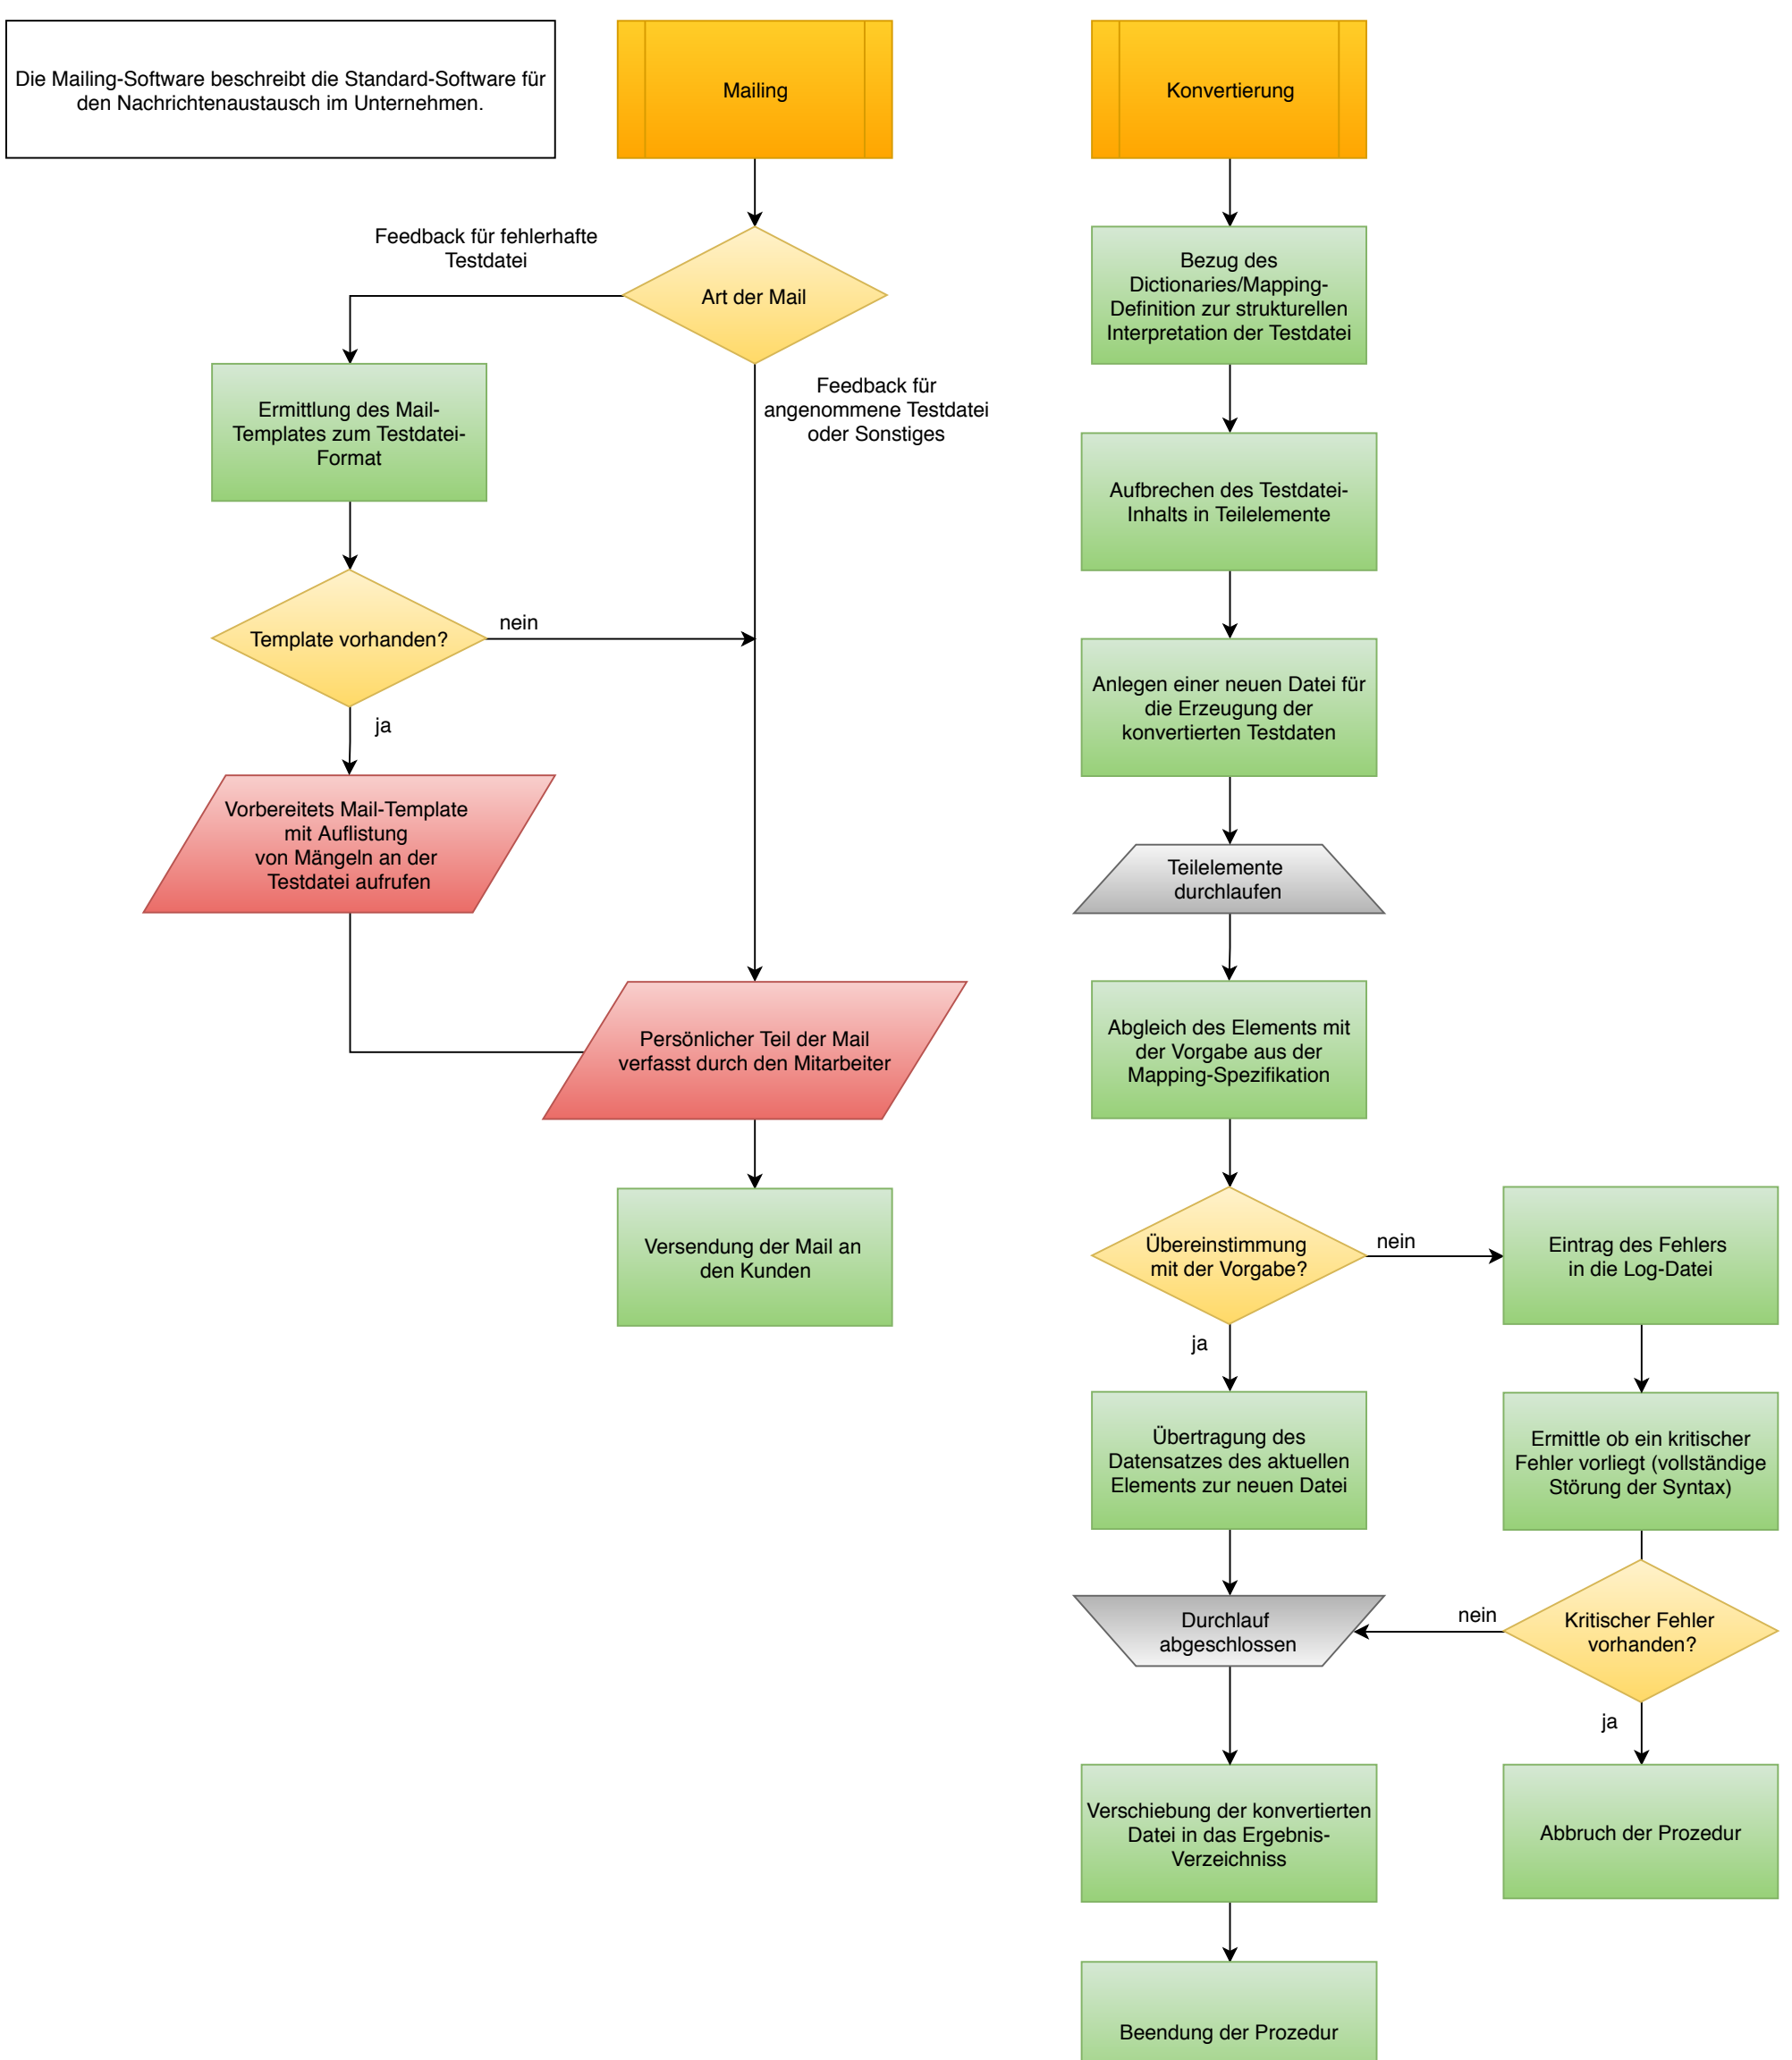 Die Mailing-Software beschreibt die Standard-Software für
den Nachrichtenaustausch im Unternehmen.
Mailing
Feedback für fehlerhafte
Testdatei
Art der Mail
Feedback für
angenommene Testdatei
oder Sonstiges
Ermittlung des Mail-
Templates zum Testdatei-
Format
Template vorhanden?
nein
ja
Vorbereitets Mail-Template
mit Auflistung
von Mängeln an der
Testdatei aufrufen
Persönlicher Teil der Mail
verfasst durch den Mitarbeiter
Versendung der Mail an
den Kunden
Konvertierung
Bezug des
Dictionaries/Mapping-
Definition zur strukturellen
Interpretation der Testdatei
Aufbrechen des Testdatei-
Inhalts in Teilelemente
Anlegen einer neuen Datei für
die Erzeugung der
konvertierten Testdaten
Teilelemente
durchlaufen
Abgleich des Elements mit
der Vorgabe aus der
Mapping-Spezifikation
Übereinstimmung
mit der Vorgabe?
nein
Eintrag des Fehlers
in die Log-Datei
ja
Übertragung des
Datensatzes des aktuellen
Elements zur neuen Datei
Ermittle ob ein kritischer
Fehler vorliegt (vollständige
Störung der Syntax)
Durchlauf
abgeschlossen
nein
Kritischer Fehler
vorhanden?
ja
Verschiebung der konvertierten
Datei in das Ergebnis-
Verzeichniss
Abbruch der Prozedur
Beendung der Prozedur